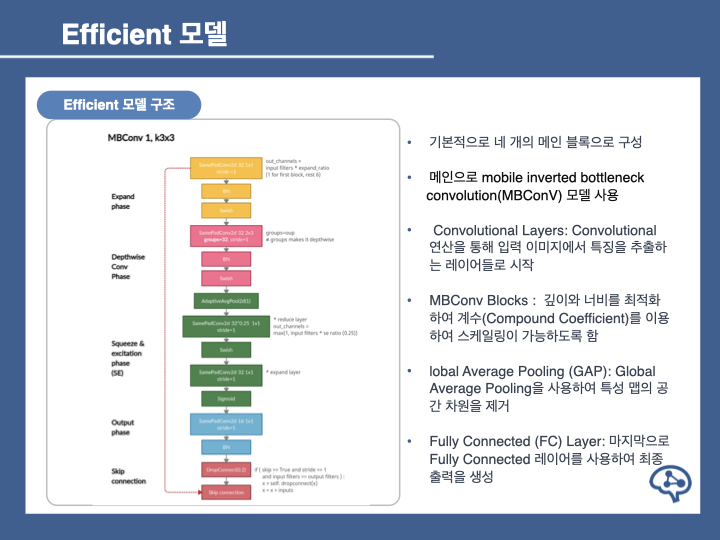 Efficient 모델
Efficient 모델 구조
MBConv 1, k3x3
Expand
phase
Depthwise
Conv
Phase
Squeeze &
excitation
phase
(SE)
Output
phase
Skip
connection
SamePadConv2d 32 1x1
stride =1
BN
Swish
SamePadConv2d 32 3x3
groups=32 stride=1
BN
Swish
AdaptiveAvgPool2d(1)
SamePadConv2d 32*0.25 1x1
stride=1
Swish
SamePadConv2d 32 1x1
stride=1
Sigmoid
SamePadConv2d 16 1x1
stride=1
BN
DropConnect(0.2)
Skip connection
out_channels =
input filters * expand_ratio
(1 for first block, rest 6)
groups=oup
# groups makes it depthwise
* reduce layer
out_channels =
max(1, input filters * se ratio (0.25))
* expand layer
if ( skip == True and stride == 1
and input filters == output filters ) :
x = self. dropconnect(x)
x = x + inputs
• 기본적으로 네 개의 메인 블록으로 구성
• 메인으로 mobile inverted bottleneck
convolution(MBConV) 모델 사용
• Convolutional Layers: Convolutional
연산을 통해 입력 이미지에서 특징을 추출하
는 레이어들로 시작
• MBConv Blocks : 깊이와 너비를 최적화
하여 계수(Compound Coefficient)를 이용
하여 스케일링이 가능하도록 함
• lobal Average Pooling (GAP): Global
Average Pooling을 사용하여 특성 맵의 공
간 차원을 제거
• Fully Connected (FC) Layer: 마지막으로
Fully Connected 레이어를 사용하여 최종
출력을 생성